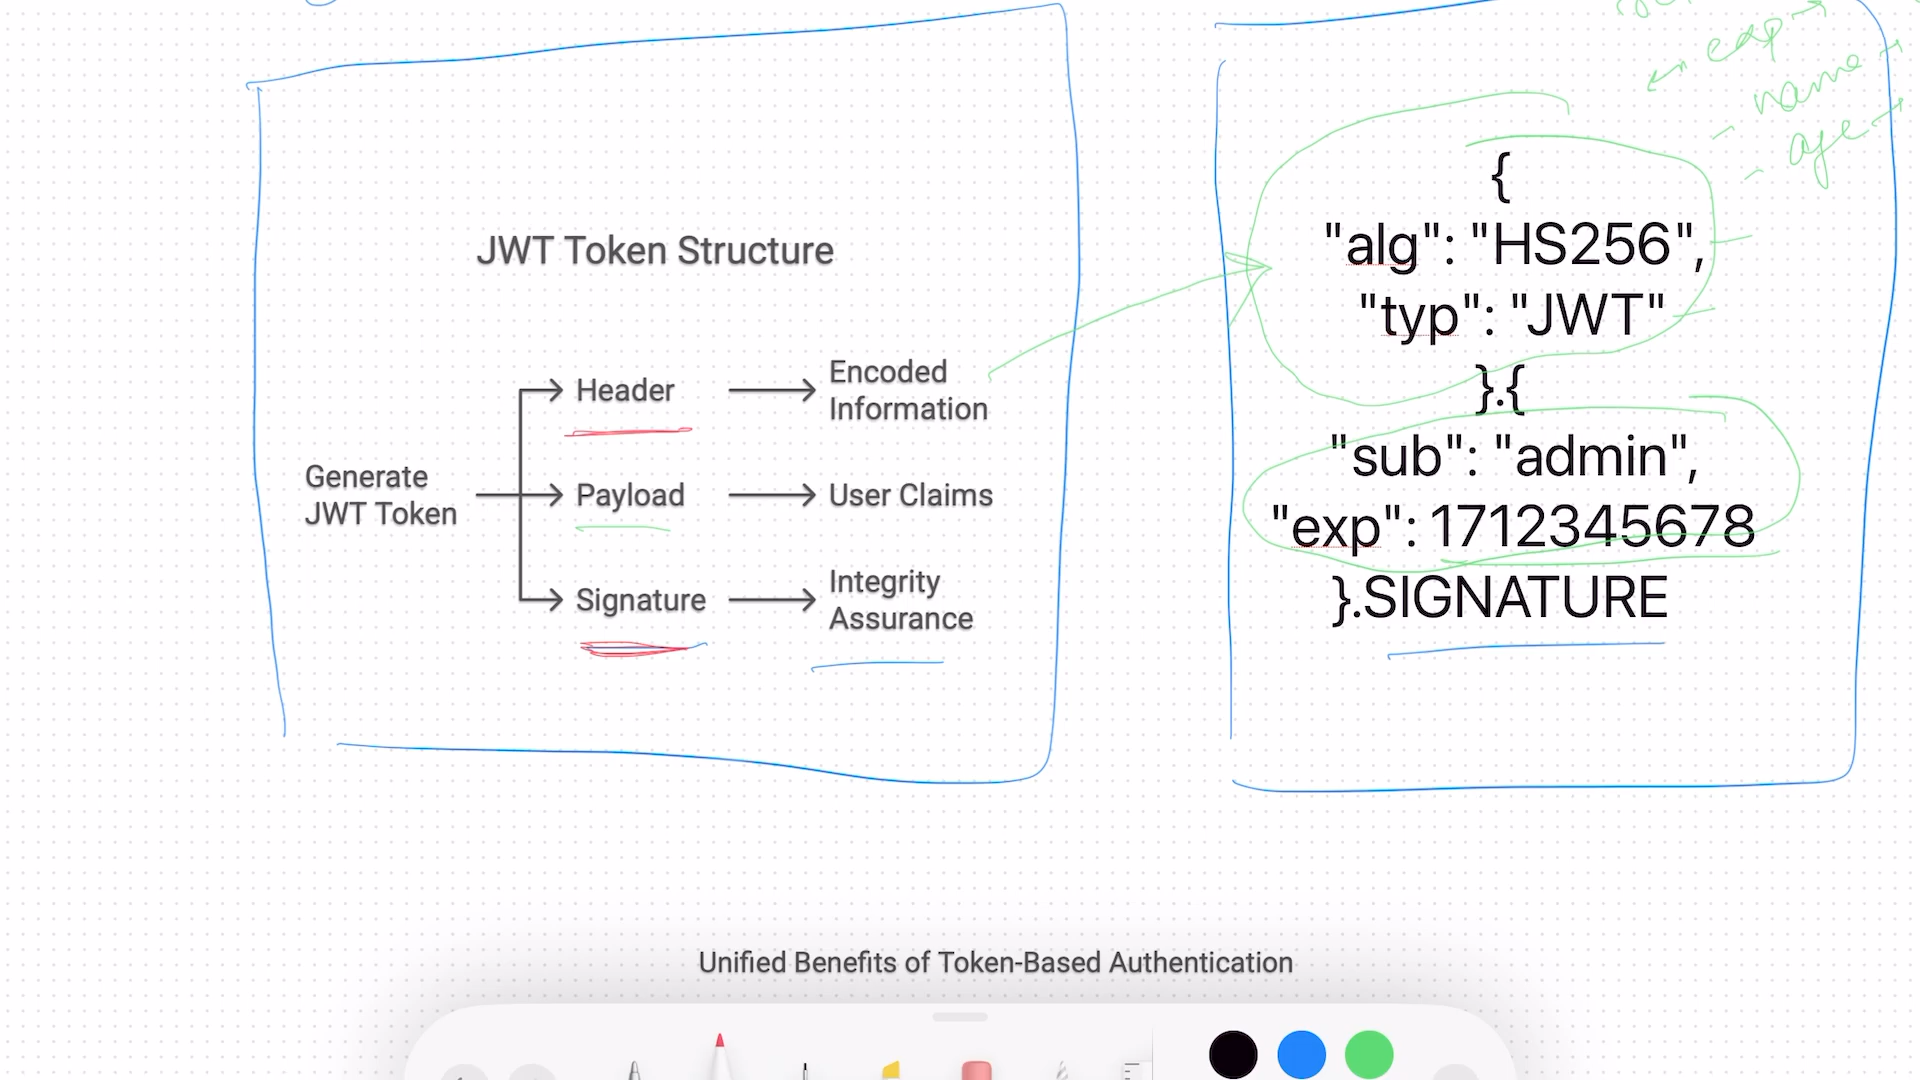 exp
name
age
JWT Token Structure
Generate
JWT Token
Header
Encoded
Information
Payload
User Claims
Signature
Integrity
Assurance
{
"alg": "HS256",
"typ": "JWT"
}.{
"sub": "admin",
"exp": 1712345678
}.SIGNATURE
Unified Benefits of Token-Based Authentication